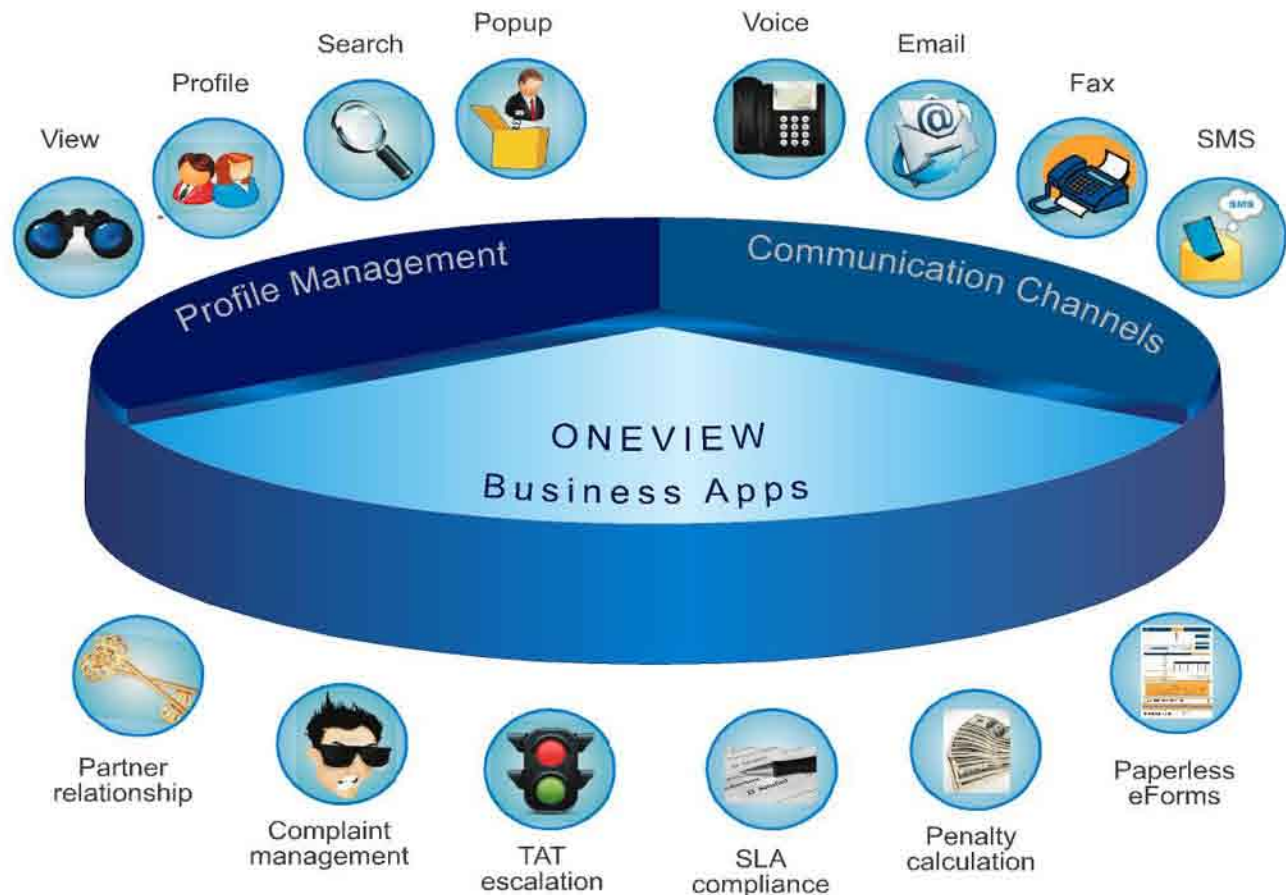 Popup
Voice
Search
Email
Profile
Fax
View
SMS
SMS
Profile Management
Communication Channels
ONEVIEW
Business Apps
Partner
relationship
Complaint
management
TAT
escalation
SLA
compliance
Penalty
calculation
Paperless
eForms